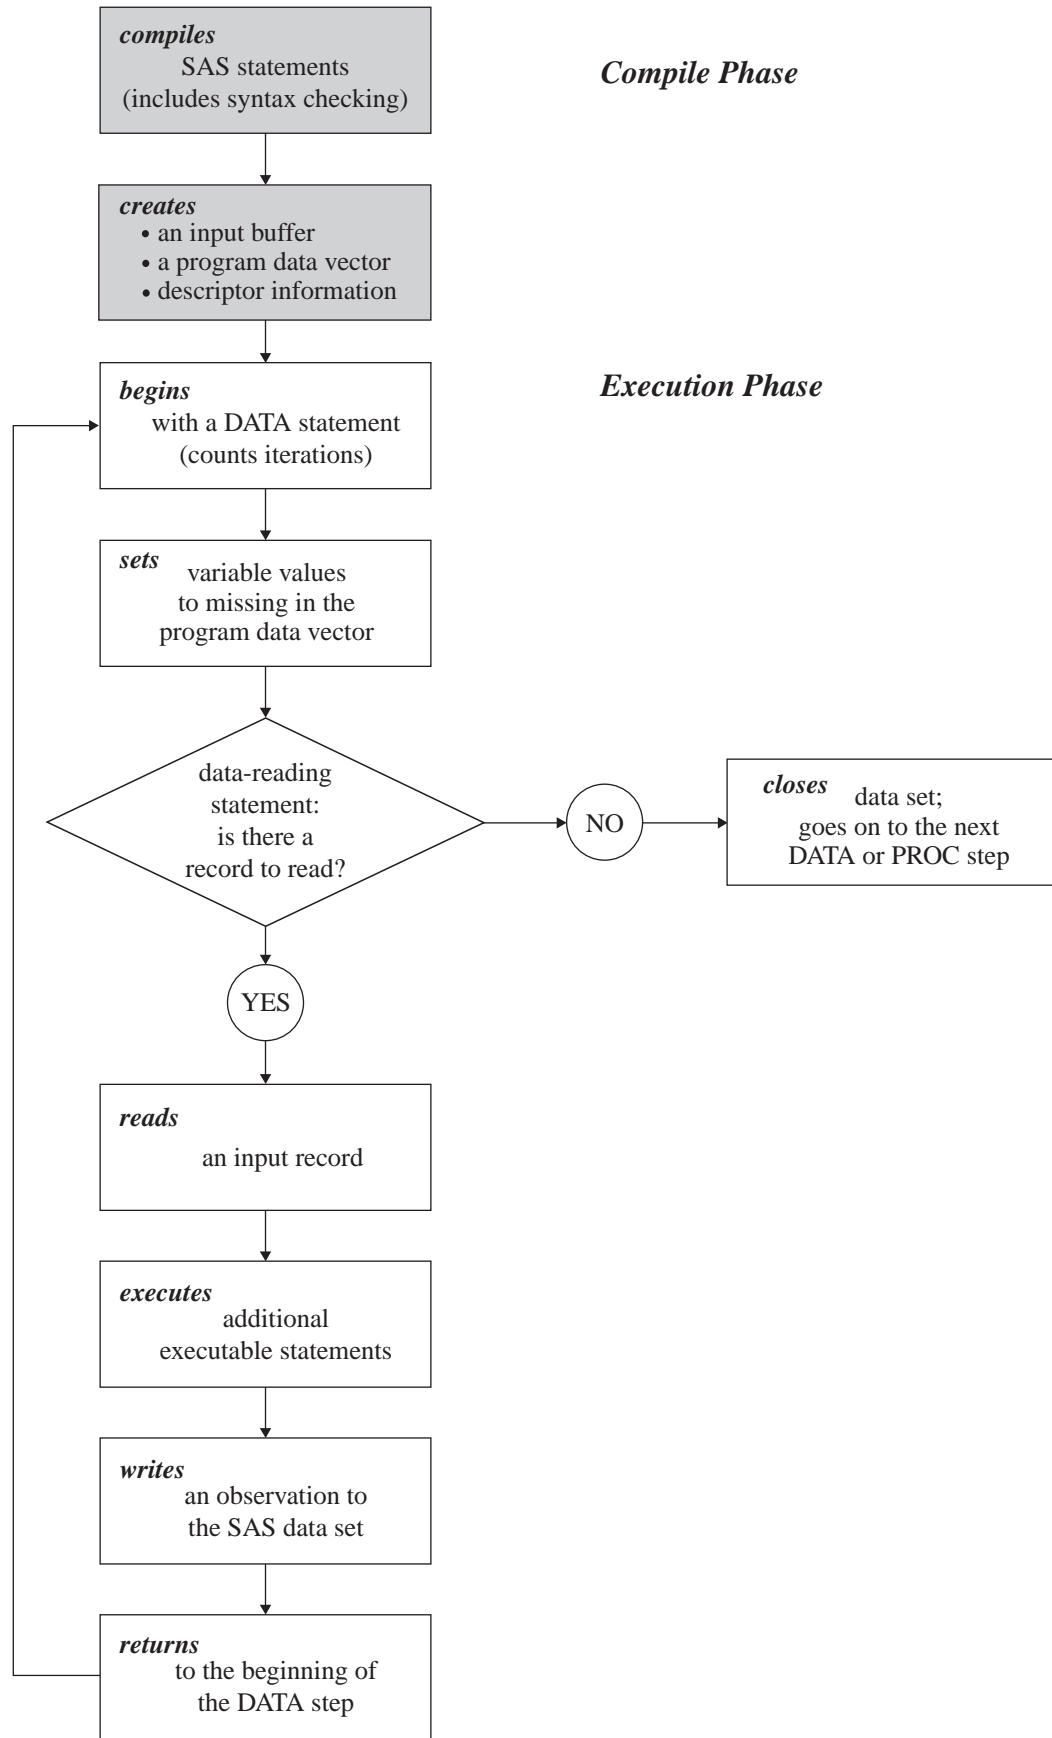 compiles
SAS statements
(includes syntax checking)
Compile Phase
creates
• an input buffer
• a program data vector
• descriptor information
begins
with a DATA statement
(counts iterations)
Execution Phase
sets variable values
to missing in the
program data vector
data-reading
statement:
is there a
record to read?
NO
closes data set;
goes on to the next
DATA or PROC step
YES
reads
an input record
executes
additional
executable statements
writes
an observation to
the SAS data set
returns
to the beginning of
the DATA step